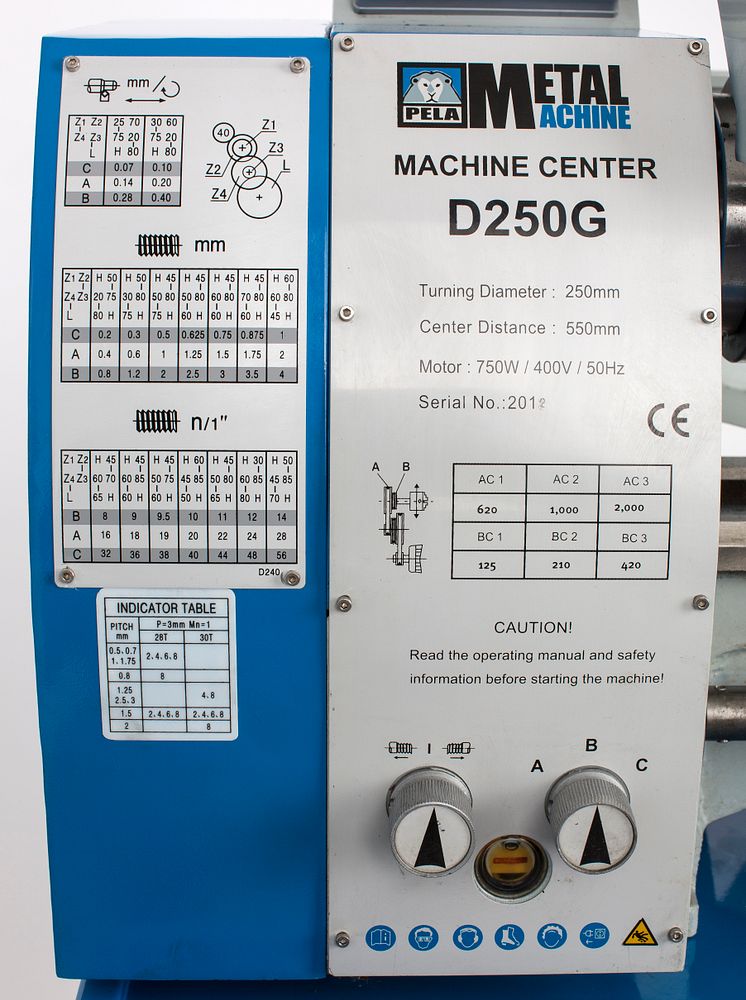 mm /
Z1 Z2 25 70 30 60
Z4 Z3 75 20 75 20
L H 80 H 80
C 0.07 0.10
A 0.14 0.20
B 0.28 0.40
40
Z1
Z2
Z3
L
Z4
mm
Z1 Z2 H 50 H 50 H 45 H 45 H 45 H 45 H 60
Z4 Z3 20 75 30 80 50 80 50 80 60 80 70 80 60 80
L 80 H 80 H 75 H 60 H 60 H 60 H 45 H
C 0.2 0.3 0.5 0.625 0.75 0.875 1
A 0.4 0.6 1 1.25 1.5 1.75 2
B 0.8 1.2 2 2.5 3 3.5 4
n/1"
Z1 Z2 H 45 H 45 H 45 H 45 H 45 H 30 H 50
Z4 Z3 60 70 60 85 50 75 50 85 60 85 60 85 45 85
L 65 H 60 H 45 H 65 H 50 H 80 H 70 H
B 8 9 9.5 10 11 12 14
A 16 18 19 20 22 24 28
C 32 36 38 40 44 48 56
D240
INDICATOR TABLE
PITCH mm P=3mm Mn=1
28T 30T
0.5.0.7
1.1.75 2.4.6.8
0.8 8
1.25
2.5.3 4.8
1.5 2.4.6.8 2.4.6.8
2 8
PELA
METAL
MACHINE
MACHINE CENTER
D250G
Turning Diameter : 250mm
Center Distance : 550mm
Motor : 750W / 400V / 50Hz
Serial No.:2012
CE
A B
AC 1 AC 2 AC 3
620 1,000 2,000
BC 1 BC 2 BC 3
125 210 420
CAUTION!
Read the operating manual and safety
information before starting the machine!
I
A B C